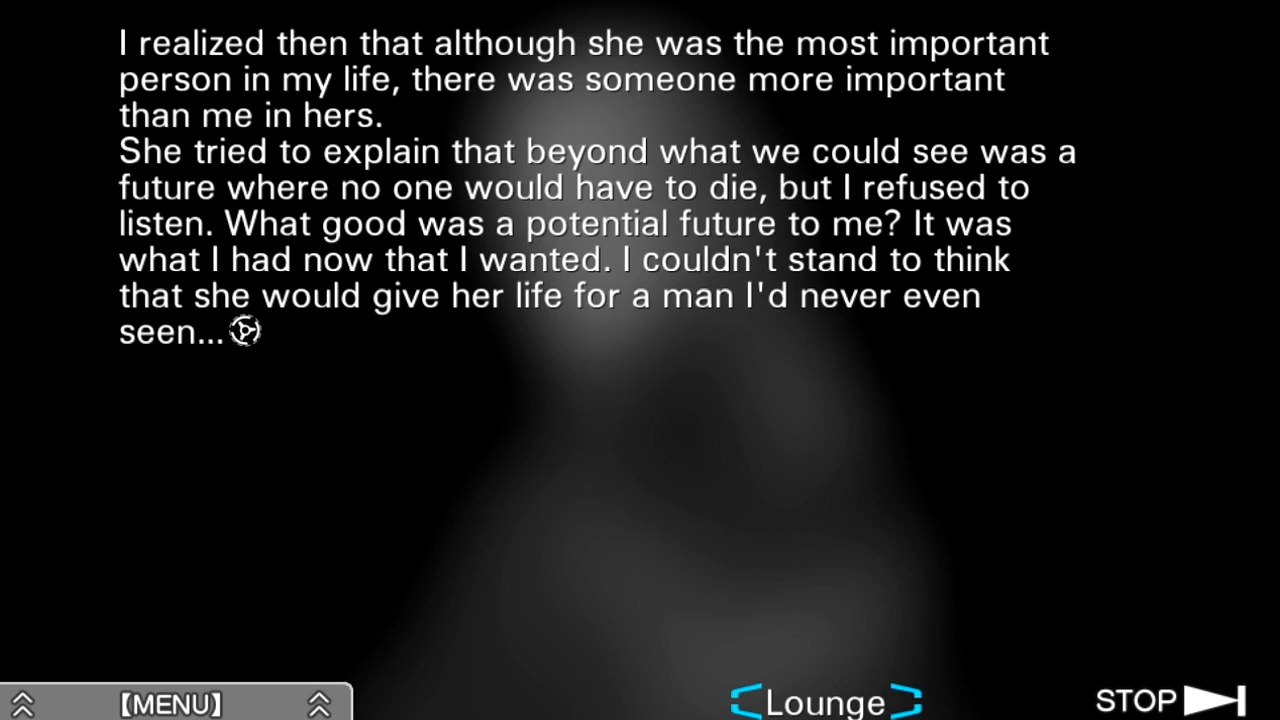 I realized then that although she was the most important
person in my life, there was someone more important
than me in hers.
She tried to explain that beyond what we could see was a
future where no one would have to die, but I refused to
listen. What good was a potential future to me? It was
what I had now that I wanted. I couldn't stand to think
that she would give her life for a man I'd never even
seen...
【MENU】
Lounge
STOP